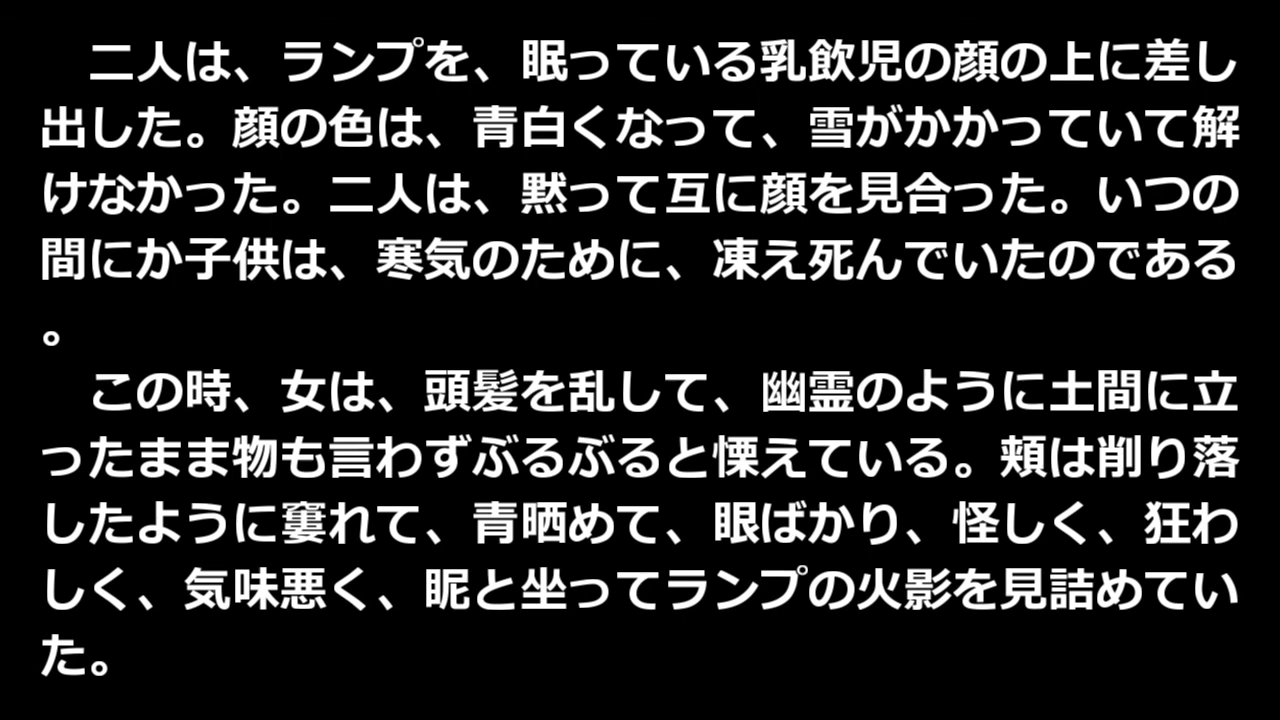 二人は、ランプを、眠っている乳飲児の顔の上に差し
出した。顔の色は、青白くなって、雪がかかっていて解
けなかった。二人は、黙って互に顔を見合った。いつの
間にか子供は、寒気のために、凍え死んでいたのである
。
　この時、女は、頭髪を乱して、幽霊のように土間に立
ったまま物も言わずぶるぶると慄えている。頬は削り落
したように窶れて、青晒めて、眼ばかり、怪しく、狂わ
しく、気味悪く、眤と坐ってランプの火影を見詰めてい
た。